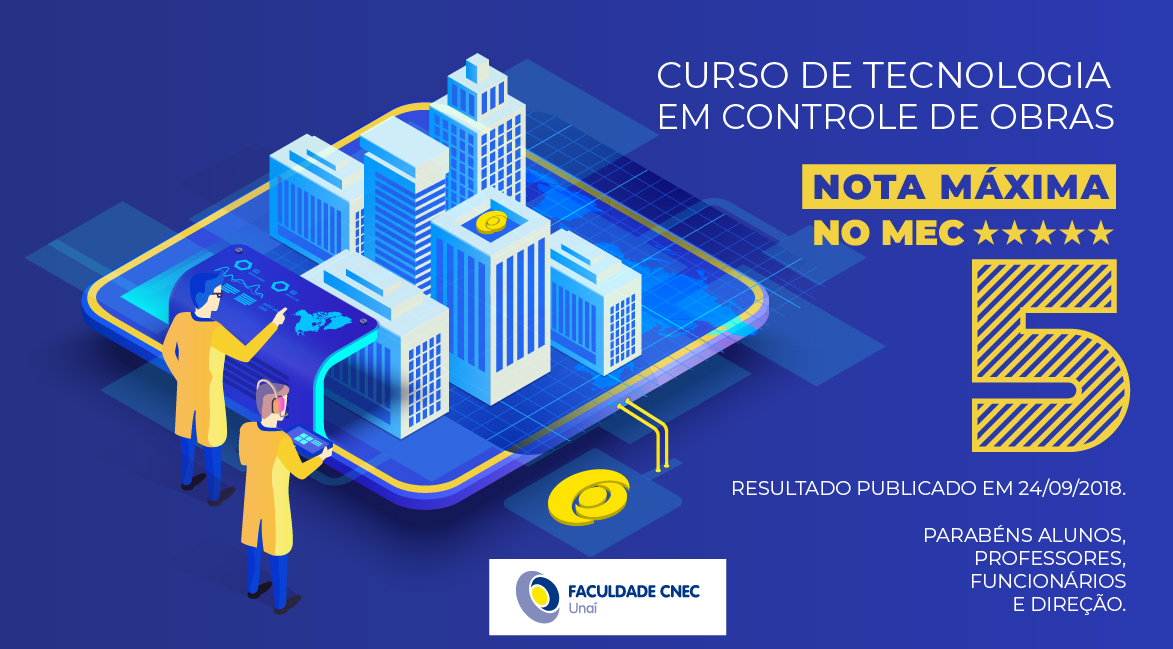 CURSO DE TECNOLOGIA
EM CONTROLE DE OBRAS
NOTA MÁXIMA
NO MEC ★★★★★
5
RESULTADO PUBLICADO EM 24/09/2018.
PARABÉNS ALUNOS,
PROFESSORES,
FUNCIONÁRIOS
E DIREÇÃO.
FACULDADE CNEC
Unaí